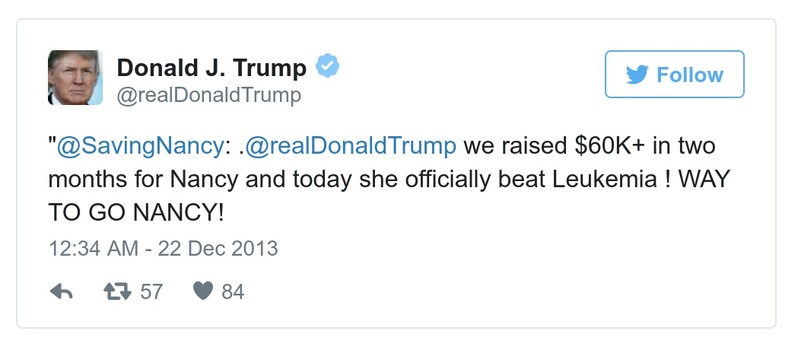 Donald J. Trump
@realDonaldTrump
Follow
"@SavingNancy: .@realDonaldTrump we raised $60K+ in two
months for Nancy and today she officially beat Leukemia ! WAY
TO GO NANCY!
12:34 AM - 22 Dec 2013
57 84